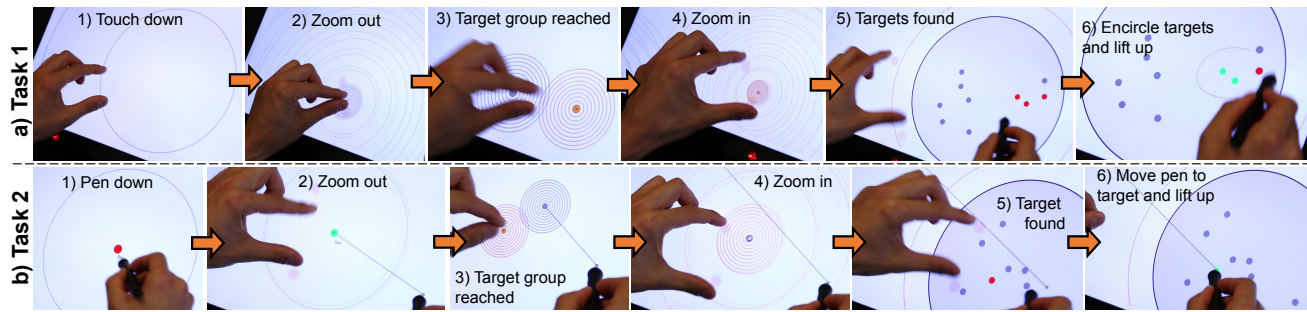 a) Task 1
1) Touch down
2) Zoom out
3) Target group reached
4) Zoom in
5) Targets found
6) Encircle targets
and lift up
b) Task 2
1) Pen down
2) Zoom out
3) Target group
reached
4) Zoom in
5) Target
found
6) Move pen to
target and lift up